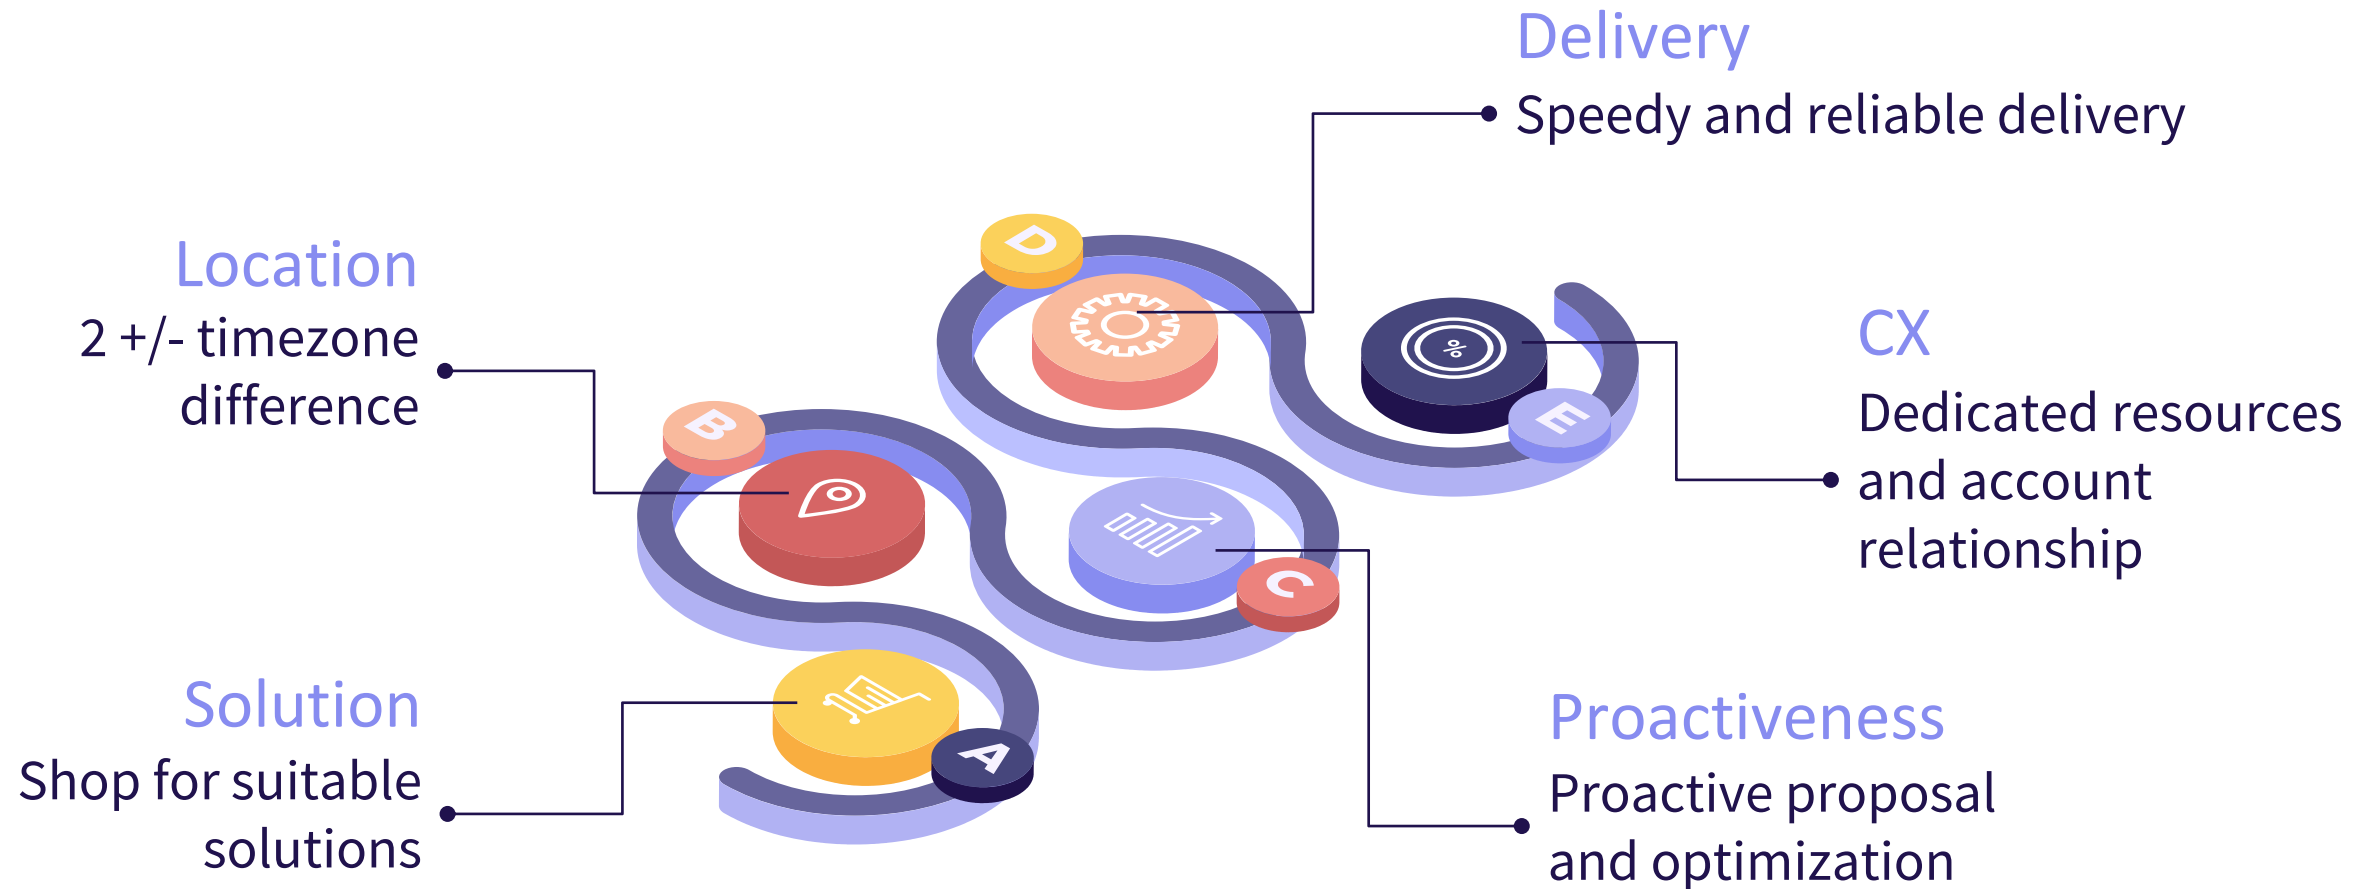 Delivery
Speedy and reliable delivery
D
Location
2 +/- timezone
difference
%
E
CX
Dedicated resources
and account
relationship
B
C
Solution
Shop for suitable
solutions
A
Proactiveness
Proactive proposal
and optimization